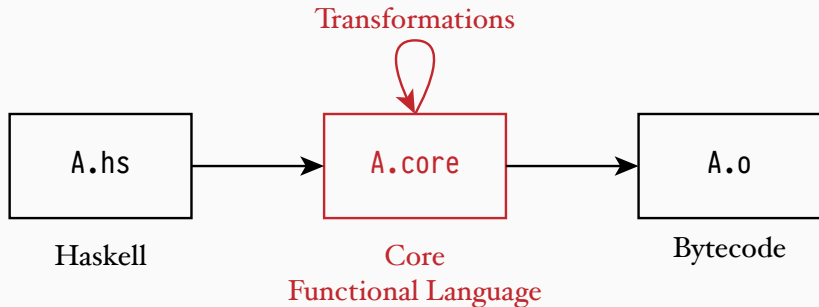 Transformations
A.hs
A.core
A.o
Haskell
Core
Functional Language
Bytecode